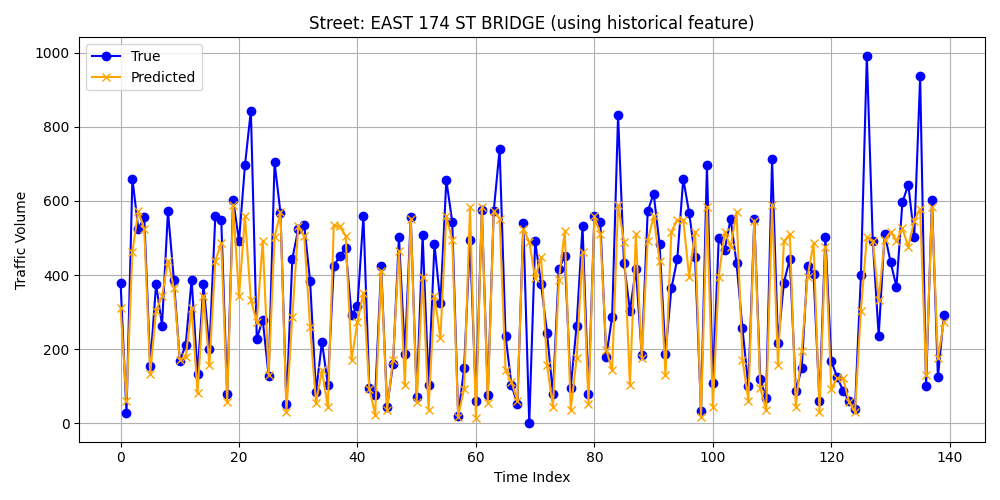 Street: EAST 174 ST BRIDGE (using historical feature)
True
Predicted
Traffic Volume
1000
800
600
400
200
0
0 20 40 60 80 100 120 140
Time Index